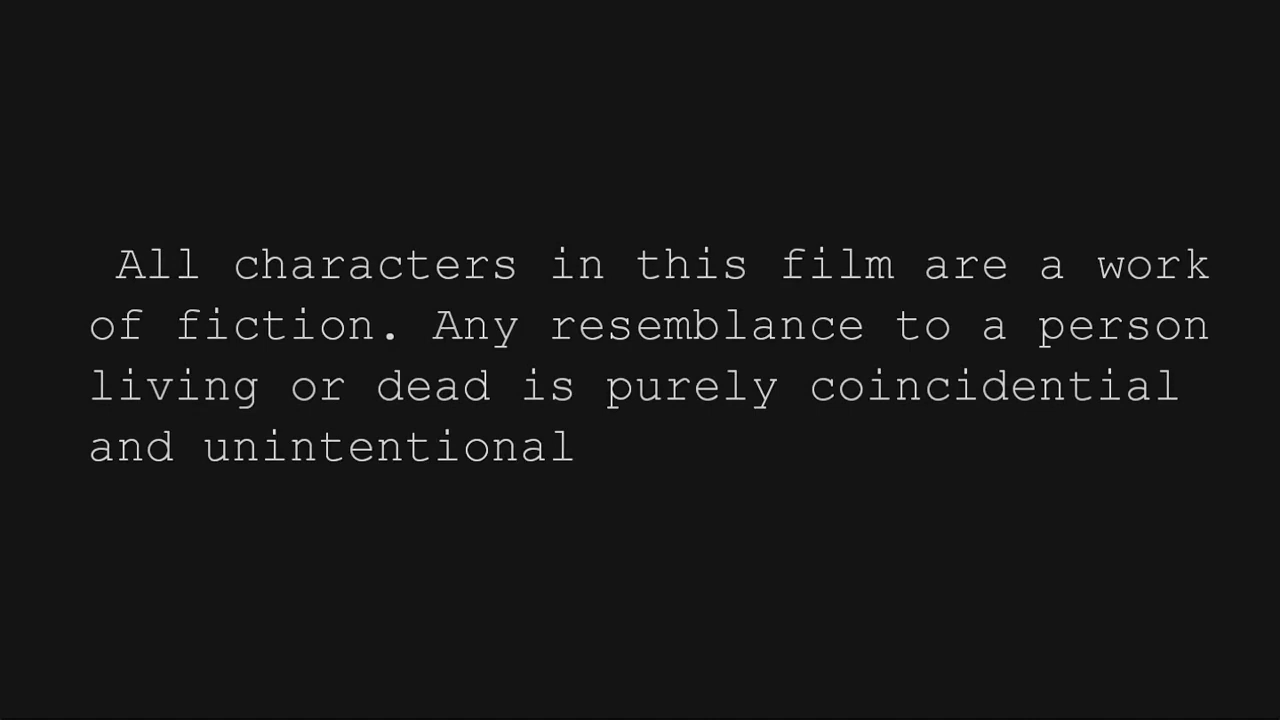 All characters in this film are a work
of fiction. Any resemblance to a person
living or dead is purely coincidential
and unintentional